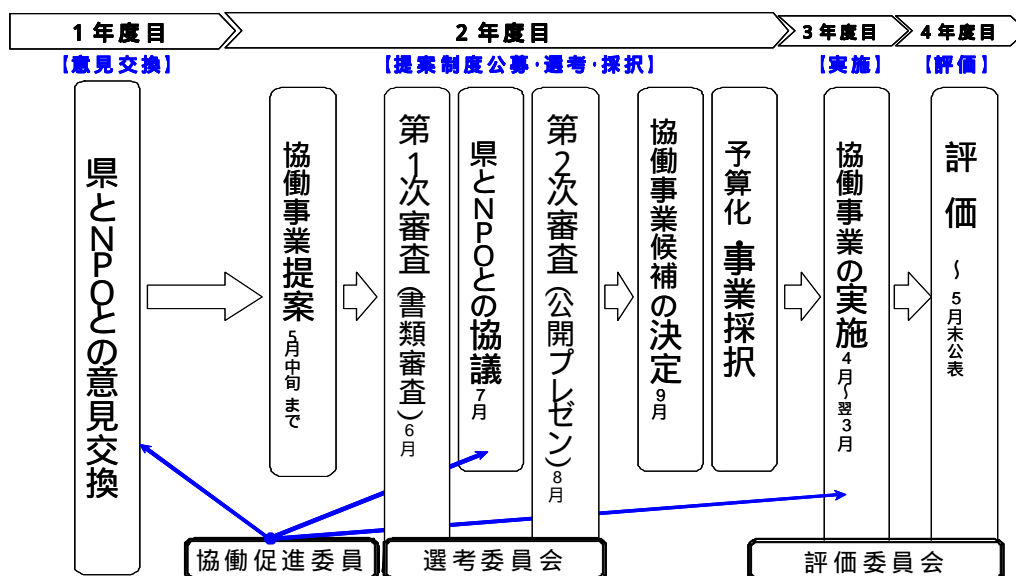 1年度目
2年度目
3年度目
4年度目
【意見交換】
【提案制度公募・選考・採択】
【実施】
【評価】
県とNPOとの意見交換
協働事業提案 5月中旬まで
第1次審査(書類審査)6月
県とNPOとの協議 7月
第2次審査(公開プレゼン)8月
協働事業候補の決定 9月
予算化・事業採択
協働事業の実施 4月~翌3月
評価 ~5月末公表
協働促進委員
選考委員会
評価委員会